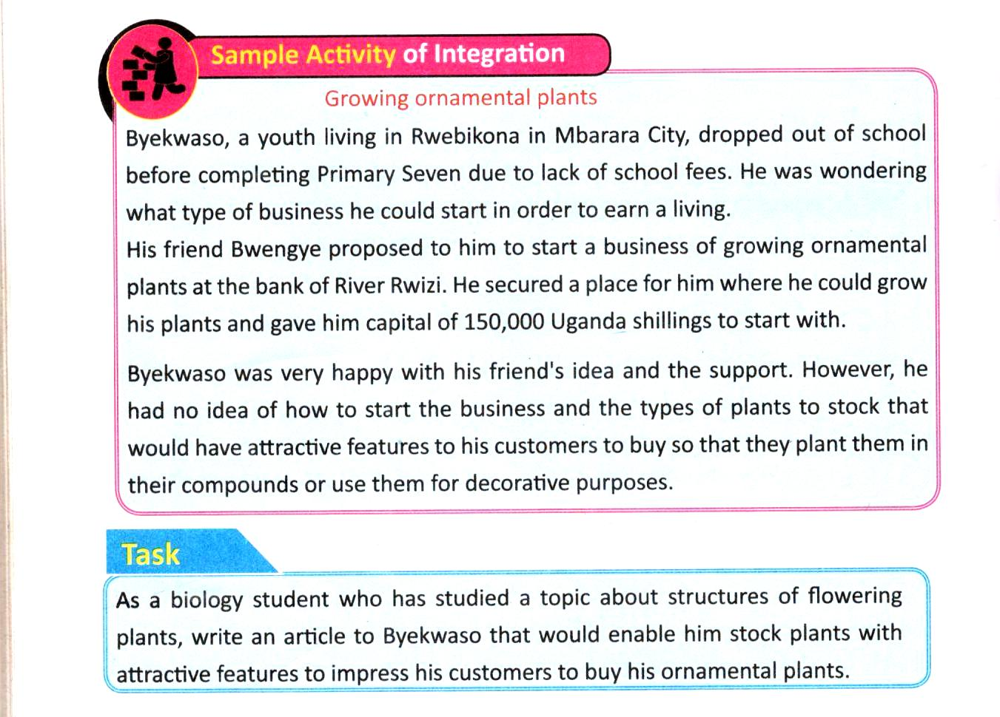 Sample Activity of Integration
Growing ornamental plants
Byekwaso, a youth living in Rwebikona in Mbarara City, dropped out of school
before completing Primary Seven due to lack of school fees. He was wondering
what type of business he could start in order to earn a living.
His friend Bwengye proposed to him to start a business of growing ornamental
plants at the bank of River Rwizi. He secured a place for him where he could grow
his plants and gave him capital of 150,000 Uganda shillings to start with.
Byekwaso was very happy with his friend's idea and the support. However, he
had no idea of how to start the business and the types of plants to stock that
would have attractive features to his customers to buy so that they plant them in
their compounds or use them for decorative purposes.
Task
As a biology student who has studied a topic about structures of flowering
plants, write an article to Byekwaso that would enable him stock plants with
attractive features to impress his customers to buy his ornamental plants.